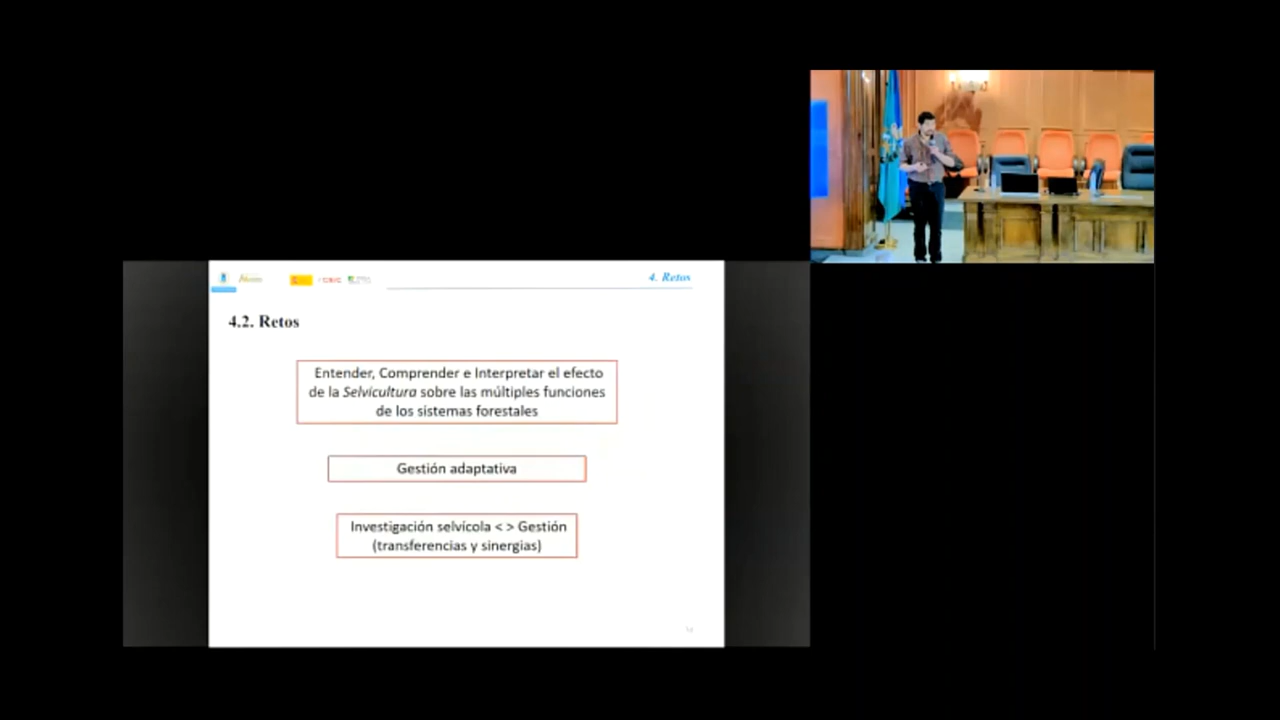 4. Retos
4.2. Retos
Entender, Comprender e Interpretar el efecto
de la Selvicultura sobre las múltiples funciones
de los sistemas forestales
Gestión adaptativa
Investigación selvícola < > Gestión
(transferencias y sinergias)